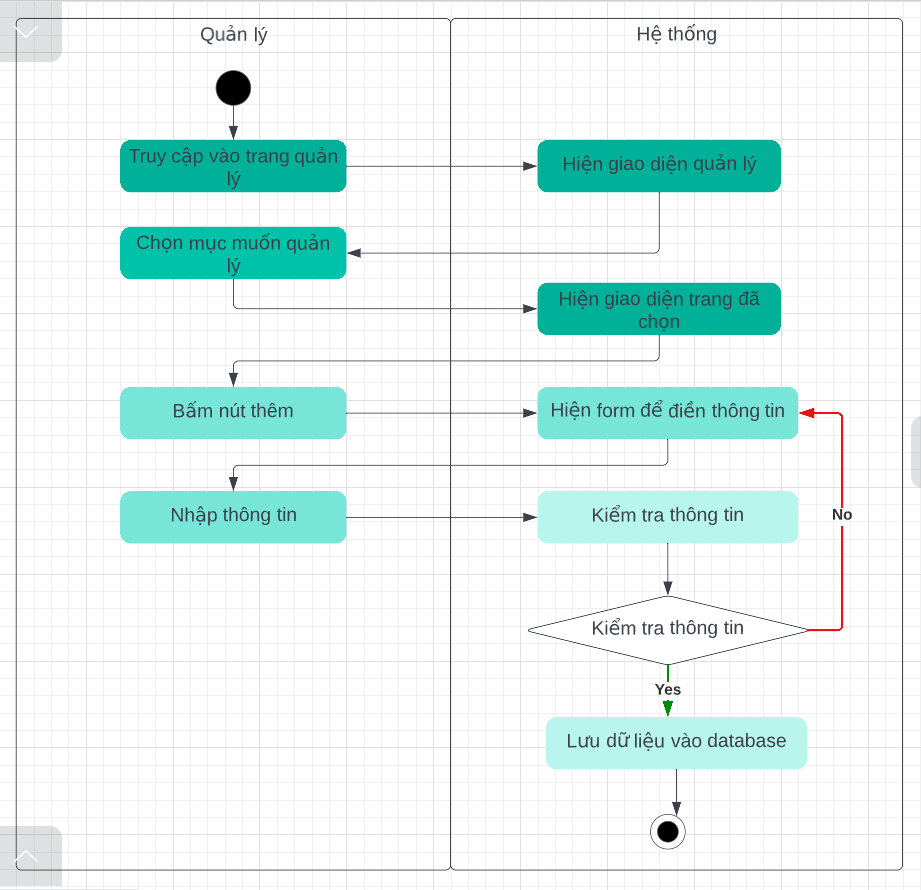 Quản lý
Hệ thống
Truy cập vào trang quản
lý
Hiện giao diện quản lý
Chọn mục muốn quản
lý
Hiện giao diện trang đã
chọn
Bấm nút thêm
Hiện form để điền thông tin
Nhập thông tin
Kiểm tra thông tin
No
Kiểm tra thông tin
Yes
Lưu dữ liệu vào database